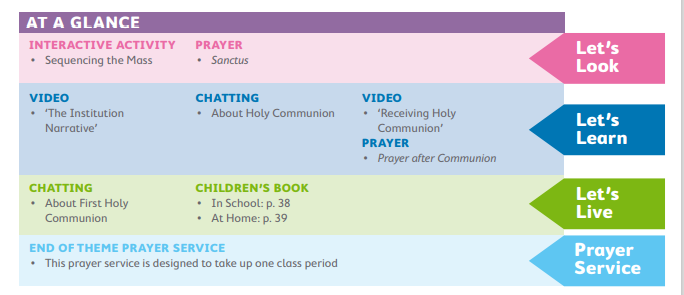 AT A GLANCE
INTERACTIVE ACTIVITY
• Sequencing the Mass
PRAYER
• Sanctus
Let's
Look
VIDEO
• ‘The Institution
Narrative’
CHATTING
• About Holy Communion
VIDEO
• ‘Receiving Holy
Communion’
PRAYER
• Prayer after Communion
Let's
Learn
CHATTING
• About First Holy
Communion
CHILDREN'S BOOK
• In School: p. 38
• At Home: p. 39
Let's
Live
END OF THEME PRAYER SERVICE
• This prayer service is designed to take up one class period
Prayer
Service